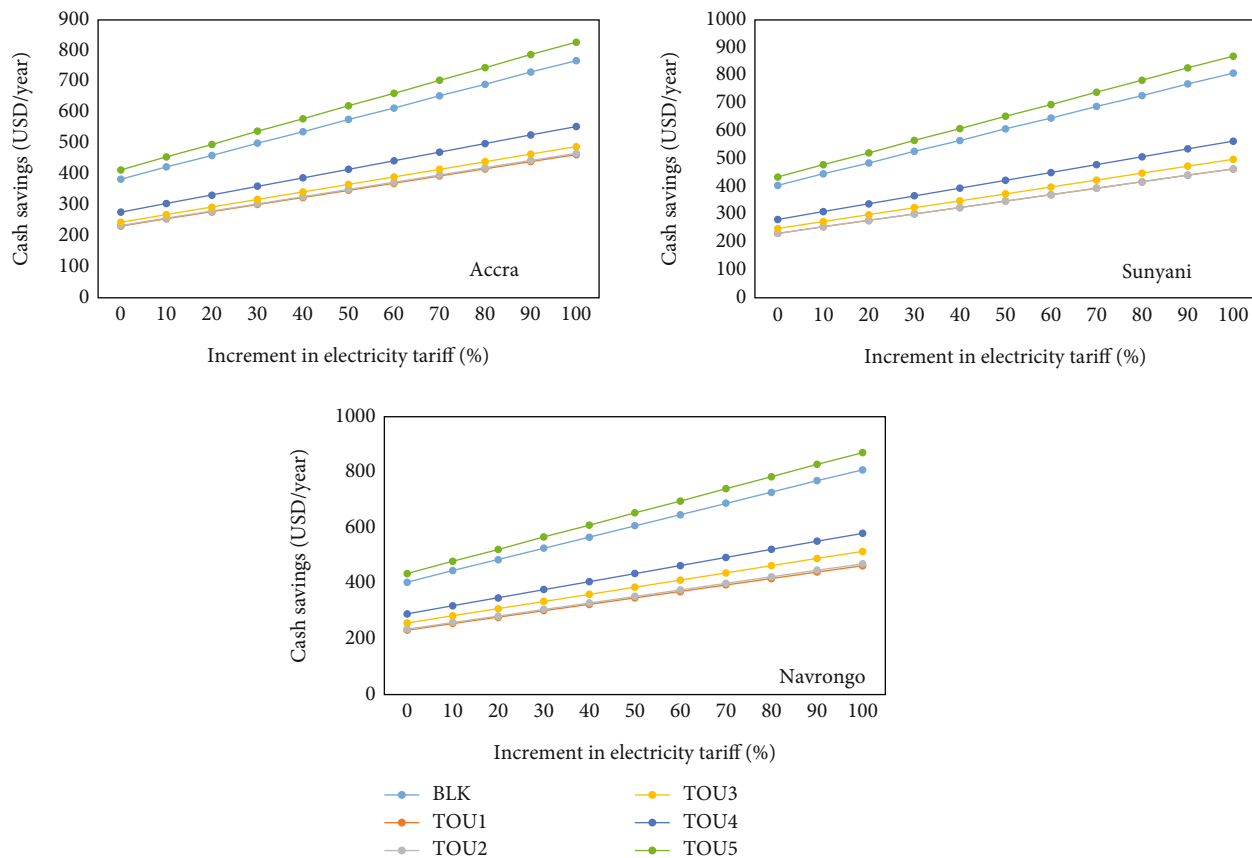 900
800
700
600
500
400
300
200
100
0
Cash savings (USD/year)
Accra
0 10 20 30 40 50 60 70 80 90 100
Increment in electricity tariff (%)
1000
900
800
700
600
500
400
300
200
100
0
Cash savings (USD/year)
Sunyani
0 10 20 30 40 50 60 70 80 90 100
Increment in electricity tariff (%)
1000
800
600
400
200
0
Cash savings (USD/year)
Navrongo
0 10 20 30 40 50 60 70 80 90 100
Increment in electricity tariff (%)
BLK
TOU1
TOU2
TOU3
TOU4
TOU5